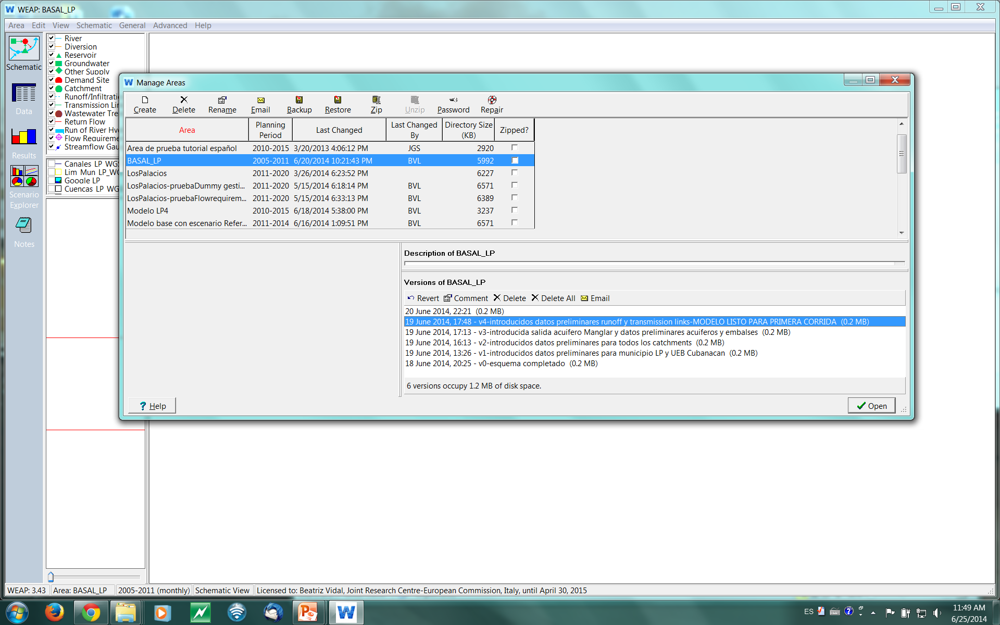 WEAP: BASAL_LP
Area Edit View Schematic General Advanced Help
Schematic
Data
Results
Scenario
Explorer
Notes
River
Diversion
Reservoir
Groundwater
Other Supply
Demand Site
Catchment
Runoff/Infiltrati
Transmission Lin
Wastewater Tre
Return Flow
Run of River Hy
Flow Requireme
Streamflow Gau
Canales LP WGS
Lim Mun LP_WG
Google LP
Cuencas LP WG
Manage Areas
Create Delete Rename Email Backup Restore Zip Unzip Password Repair
Area Planning Period Last Changed Last Changed By Directory Size (KB) Zipped?
Area de prueba tutorial español 2010-2015 3/20/2013 4:06:12 PM JGS 2920
BASAL_LP 2005-2011 6/20/2014 10:21:43 PM BVL 5992
LosPalacios 2011-2020 3/26/2014 6:23:52 PM 6227
LosPalacios-pruebaDummy gesti... 2011-2020 5/15/2014 6:18:14 PM BVL 6571
LosPalacios-pruebaFlowrequirem... 2011-2020 5/15/2014 6:33:13 PM BVL 6389
Modelo LP4 2010-2015 6/18/2014 5:38:00 PM BVL 3237
Modelo base con escenario Refer... 2011-2014 6/16/2014 1:09:51 PM BVL 6571
Description of BASAL_LP
Versions of BASAL_LP
Revert Comment Delete Delete All Email
20 June 2014, 22:21 (0.2 MB)
19 June 2014, 17:48 - v4-introducidos datos preliminares runoff y transmission links-MODELO LISTO PARA PRIMERA CORRIDA (0.2 MB)
19 June 2014, 17:13 - v3-introducida salida acuifero Manglar y datos preliminares acuiferos y embalses (0.2 MB)
19 June 2014, 16:13 - v2-introducidos datos preliminares para todos los catchments (0.2 MB)
19 June 2014, 13:26 - v1-introducidos datos preliminares para municipio LP y UEB Cubanacan (0.2 MB)
18 June 2014, 20:25 - v0-esquema completado (0.2 MB)
6 versions occupy 1.2 MB of disk space.
Help
Open
WEAP: 3.43 Area: BASAL_LP 2005-2011 (monthly) Schematic View Licensed to: Beatriz Vidal, Joint Research Centre-European Commission, Italy, until April 30, 2015
ES
11:49 AM
6/25/2014